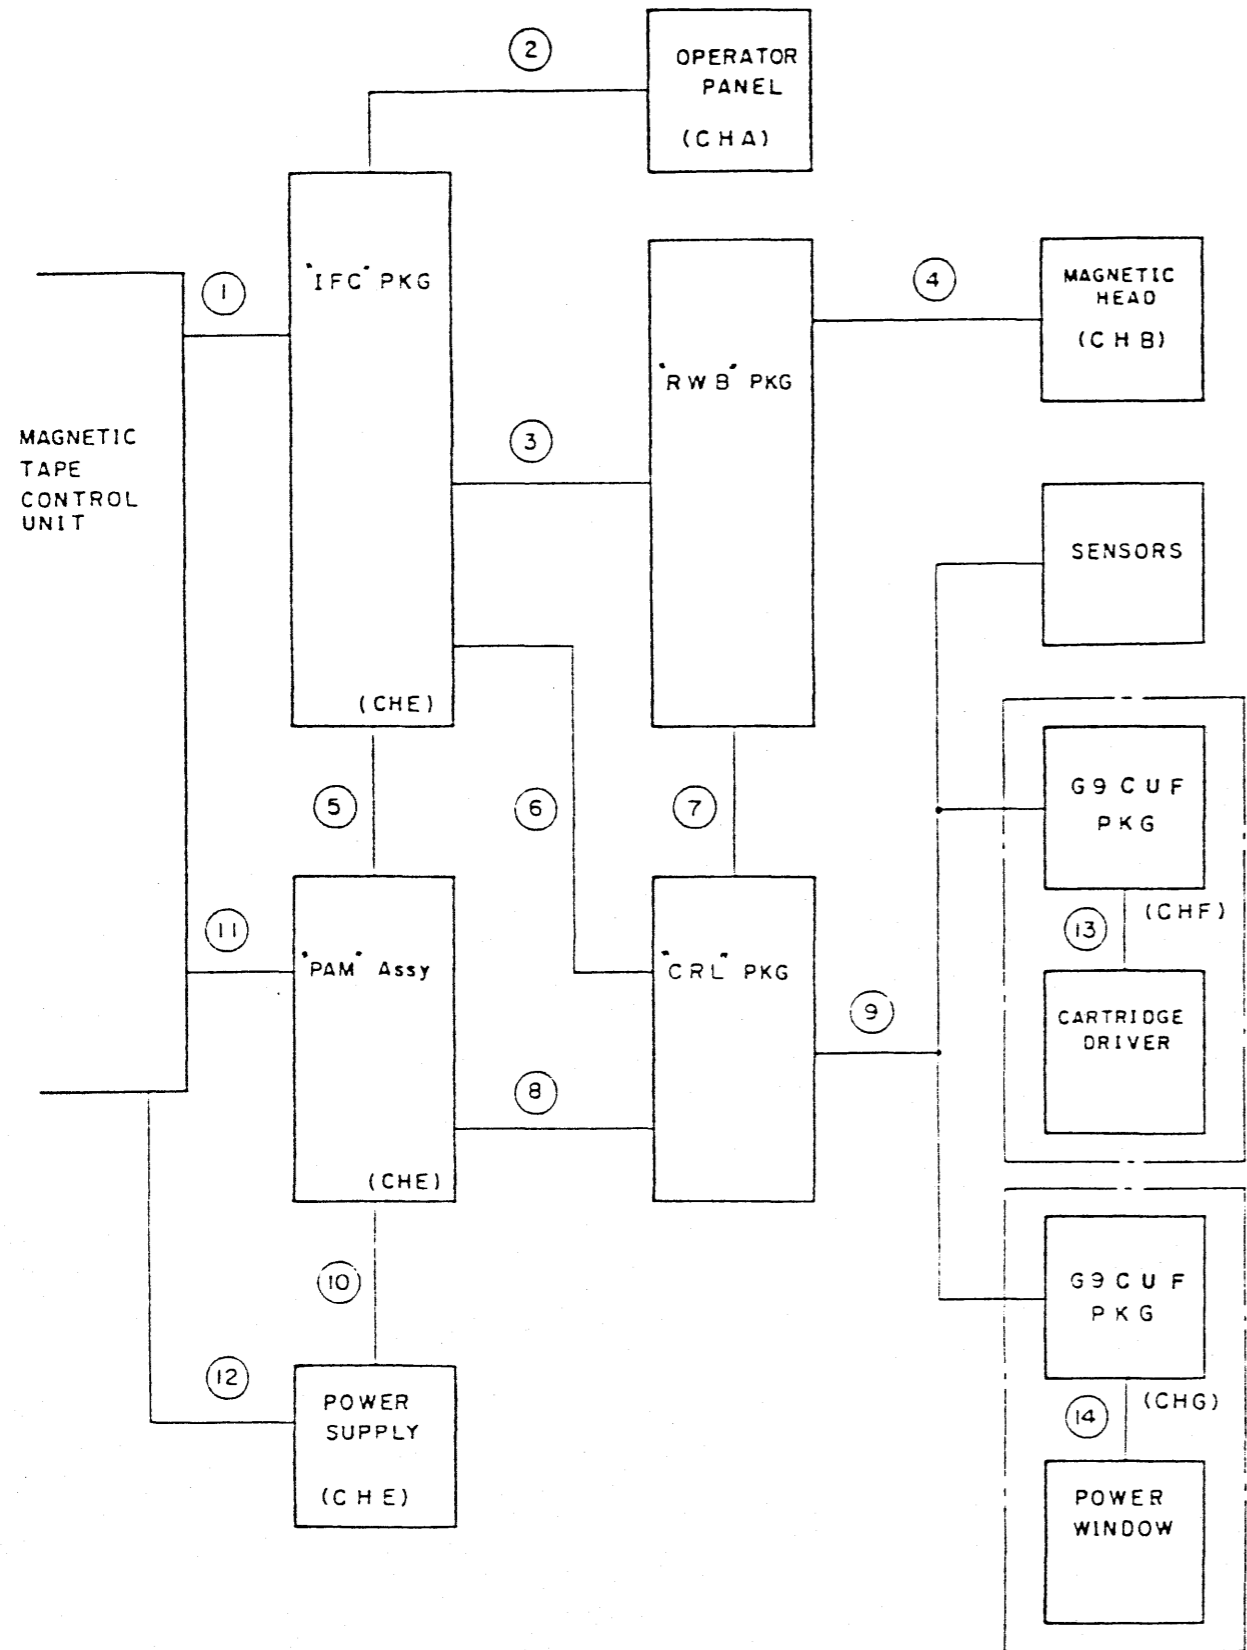 2
OPERATOR
PANEL
(CHA)
1
"IFC" PKG
4
MAGNETIC
HEAD
(CHB)
"RWB" PKG
MAGNETIC
TAPE
CONTROL
UNIT
3
SENSORS
(CHE)
5
6
7
G9CUF
PKG
(CHF)
11
13
"PAM" Assy
"CRL" PKG
9
CARTRIDGE
DRIVER
8
(CHE)
10
G9CUF
PKG
12
(CHG)
14
POWER
SUPPLY
(CHE)
POWER
WINDOW